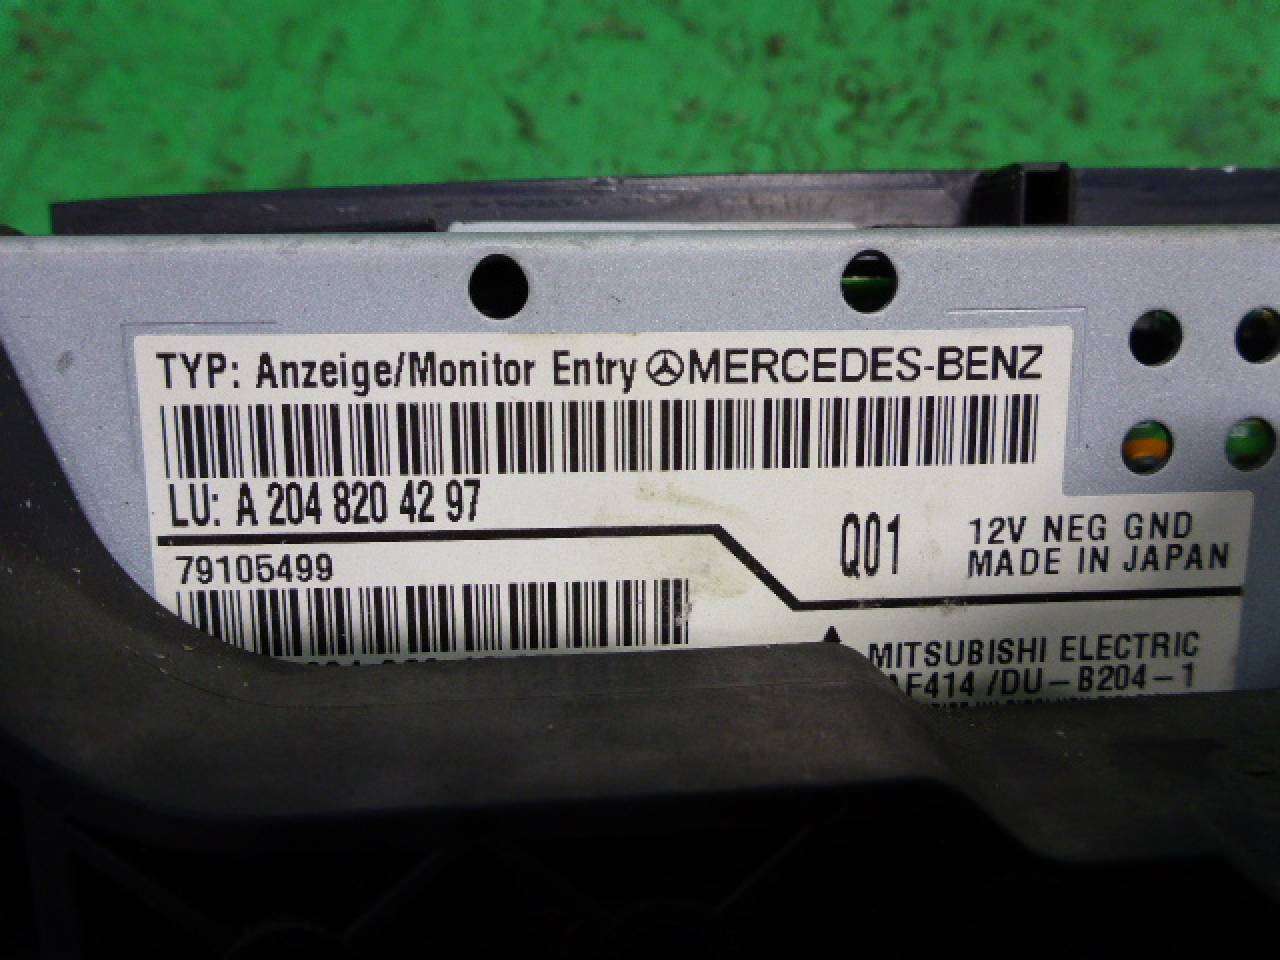 TYP: Anzeige/Monitor Entry MERCEDES-BENZ
LU: A 204 820 42 97
Q01
12V NEG GND
MADE IN JAPAN
79105499
MITSUBISHI ELECTRIC
AF414 /DU-B204-1